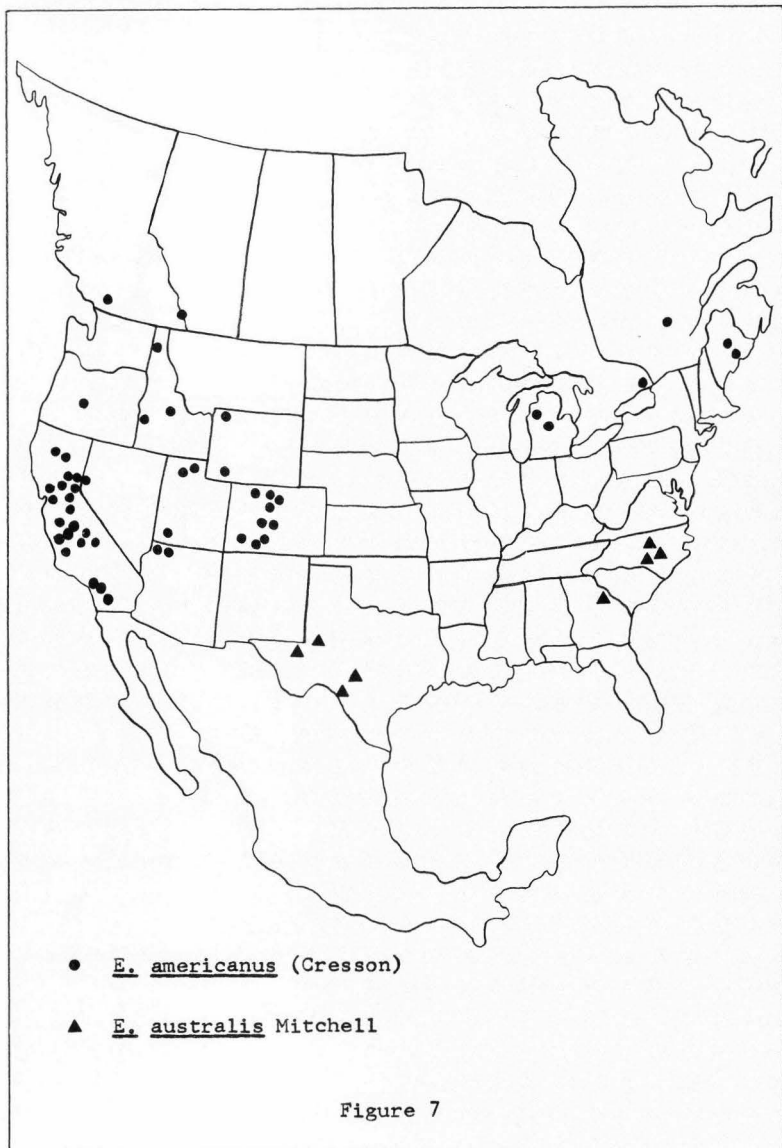 ● E. americanus (Cresson)
▲ E. australis Mitchell
Figure 7